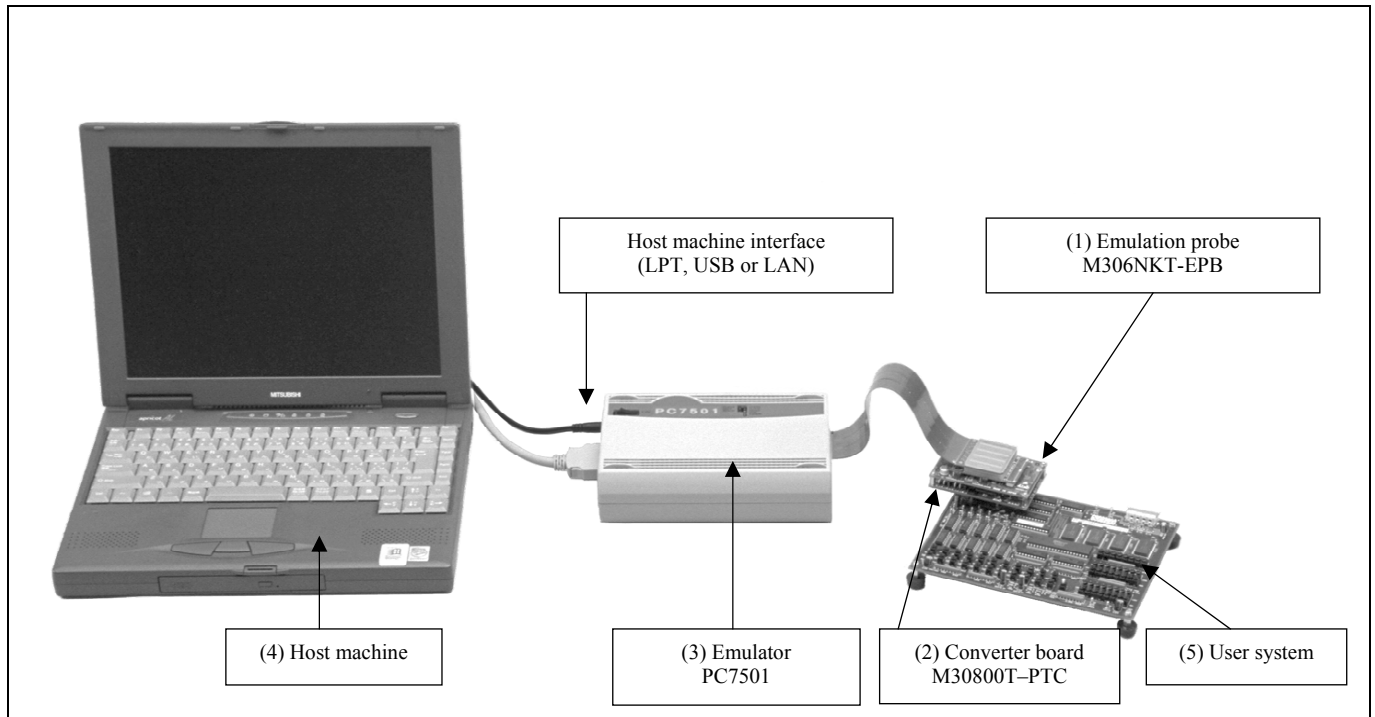 Host machine interface
(LPT, USB or LAN)
(1) Emulation probe
M306NKT-EPB
MITSUBISHI
PC7501
(4) Host machine
(3) Emulator
PC7501
(2) Converter board
M30800T–PTC
(5) User system